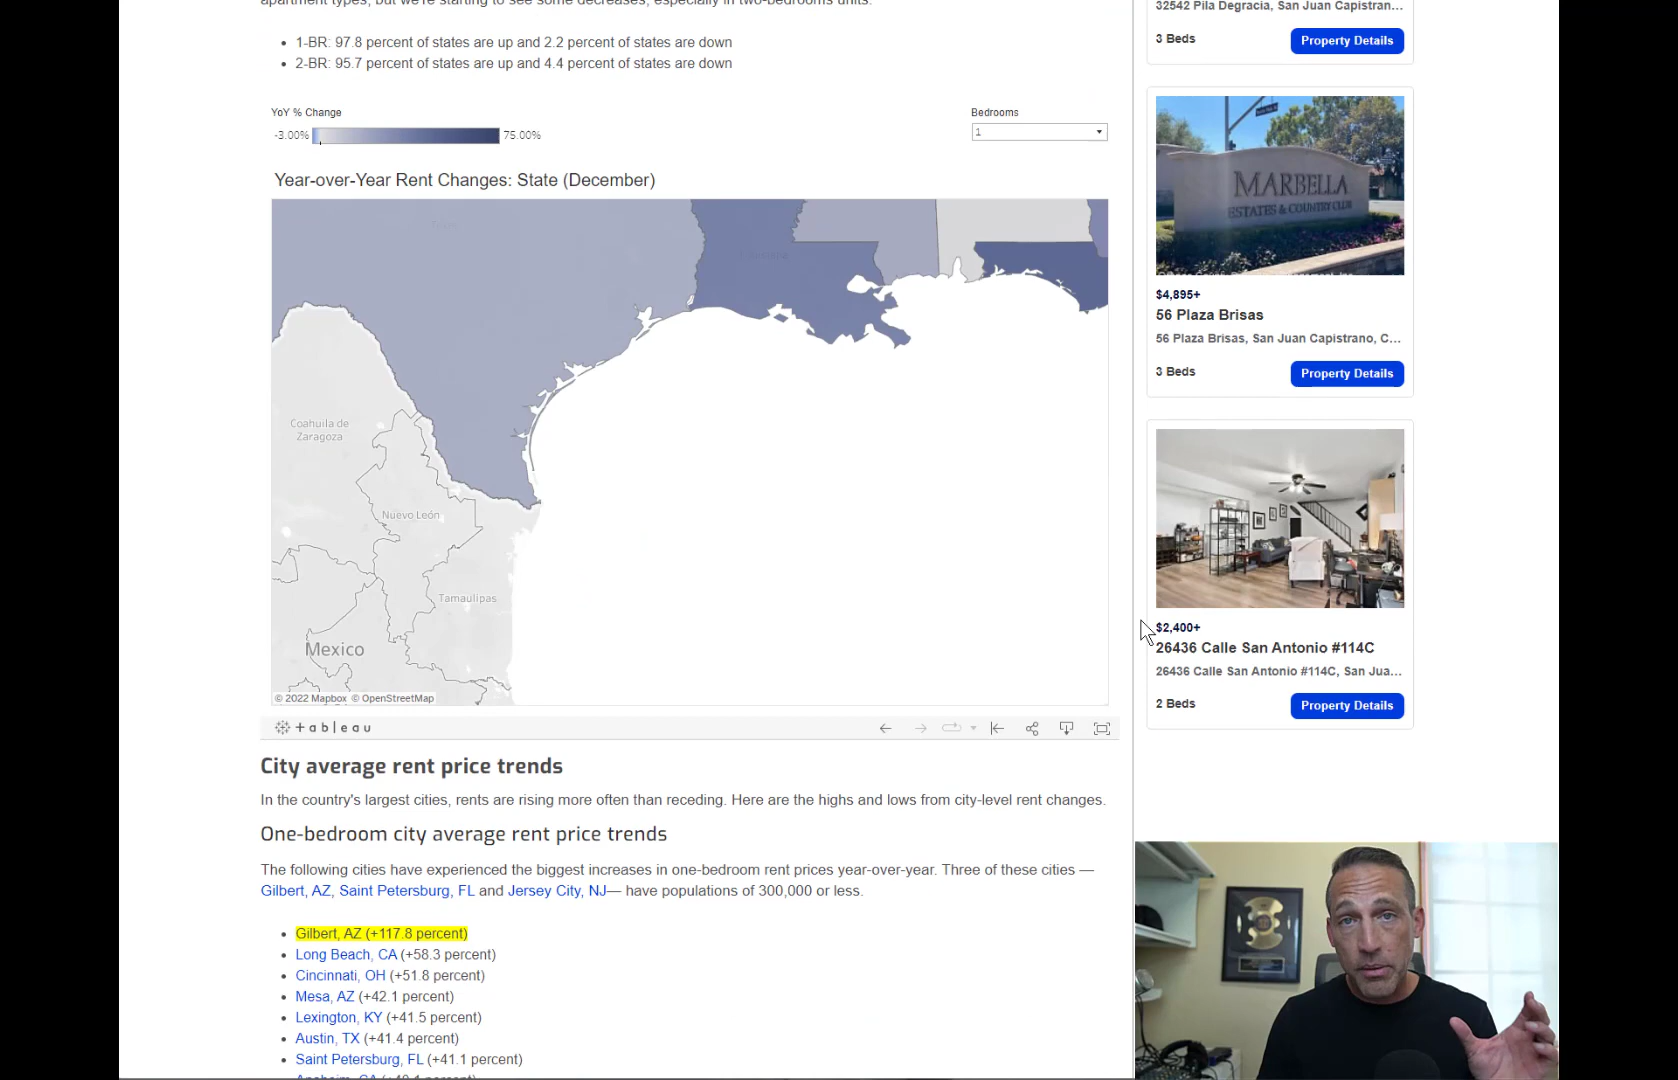 apartment types, but we're starting to see some decreases, especially in two-bedrooms units.
1-BR: 97.8 percent of states are up and 2.2 percent of states are down
2-BR: 95.7 percent of states are up and 4.4 percent of states are down
YoY % Change
-3.00%
75.00%
Bedrooms
1
Year-over-Year Rent Changes: State (December)
Coahuila de
Zaragoza
Nuevo León
Tamaulipas
Mexico
© 2022 Mapbox © OpenStreetMap
+ableau
City average rent price trends
In the country's largest cities, rents are rising more often than receding. Here are the highs and lows from city-level rent changes.
One-bedroom city average rent price trends
The following cities have experienced the biggest increases in one-bedroom rent prices year-over-year. Three of these cities —
Gilbert, AZ, Saint Petersburg, FL and Jersey City, NJ— have populations of 300,000 or less.
Gilbert, AZ (+117.8 percent)
Long Beach, CA (+58.3 percent)
Cincinnati, OH (+51.8 percent)
Mesa, AZ (+42.1 percent)
Lexington, KY (+41.5 percent)
Austin, TX (+41.4 percent)
Saint Petersburg, FL (+41.1 percent)
32542 Pila Degracia, San Juan Capistran...
3 Beds
Property Details
MARBELLA
ESTATES & COUNTRY CLUB
$4,895+
56 Plaza Brisas
56 Plaza Brisas, San Juan Capistrano, C...
3 Beds
Property Details
$2,400+
26436 Calle San Antonio #114C
26436 Calle San Antonio #114C, San Jua...
2 Beds
Property Details